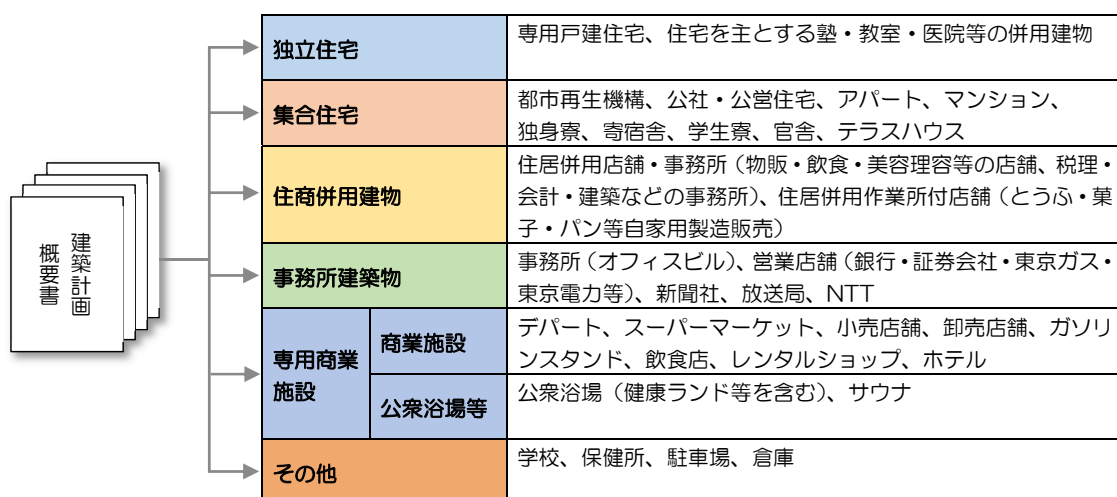 建築計画
概要書
独立住宅
専用戸建住宅、住宅を主とする塾・教室・医院等の併用建物
集合住宅
都市再生機構、公社・公営住宅、アパート、マンション、
独身寮、寄宿舎、学生寮、官舎、テラスハウス
住商併用建物
住居併用店舗・事務所（物販・飲食・美容理容等の店舗、税理・
会計・建築などの事務所）、住居併用作業所付店舗（とうふ・菓
子・パン等自家用製造販売）
事務所建築物
事務所（オフィスビル）、営業店舗（銀行・証券会社・東京ガス・
東京電力等）、新聞社、放送局、NTT
専用商業
施設
商業施設
デパート、スーパーマーケット、小売店舗、卸売店舗、ガソリ
ンスタンド、飲食店、レンタルショップ、ホテル
公衆浴場等
公衆浴場（健康ランド等を含む）、サウナ
その他
学校、保健所、駐車場、倉庫